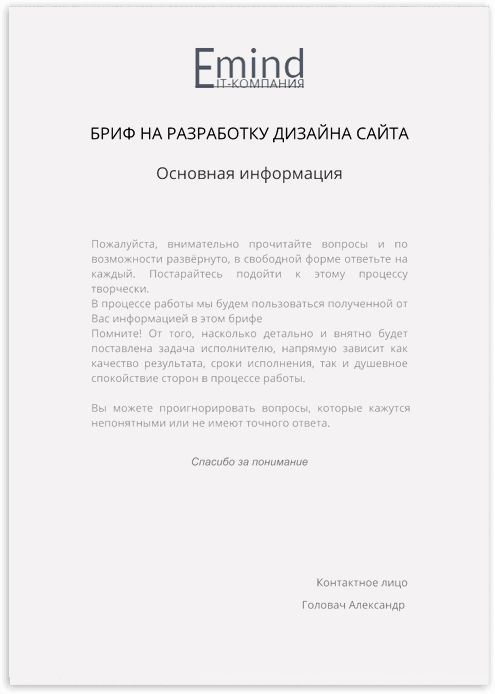 Emind
IT-КОМПАНИЯ
БРИФ НА РАЗРАБОТКУ ДИЗАЙНА САЙТА
Основная информация
Пожалуйста, внимательно прочитайте вопросы и по
возможности развёрнуто, в свободной форме ответьте на
каждый. Постарайтесь подойти к этому процессу
творчески.
В процессе работы мы будем пользоваться полученной от
Вас информацией в этом брифе
Помните! От того, насколько детально и внятно будет
поставлена задача исполнителю, напрямую зависит как
качество результата, сроки исполнения, так и душевное
спокойствие сторон в процессе работы.
Вы можете проигнорировать вопросы, которые кажутся
непонятными или не имеют точного ответа.
Спасибо за понимание
Контактное лицо
Головач Александр